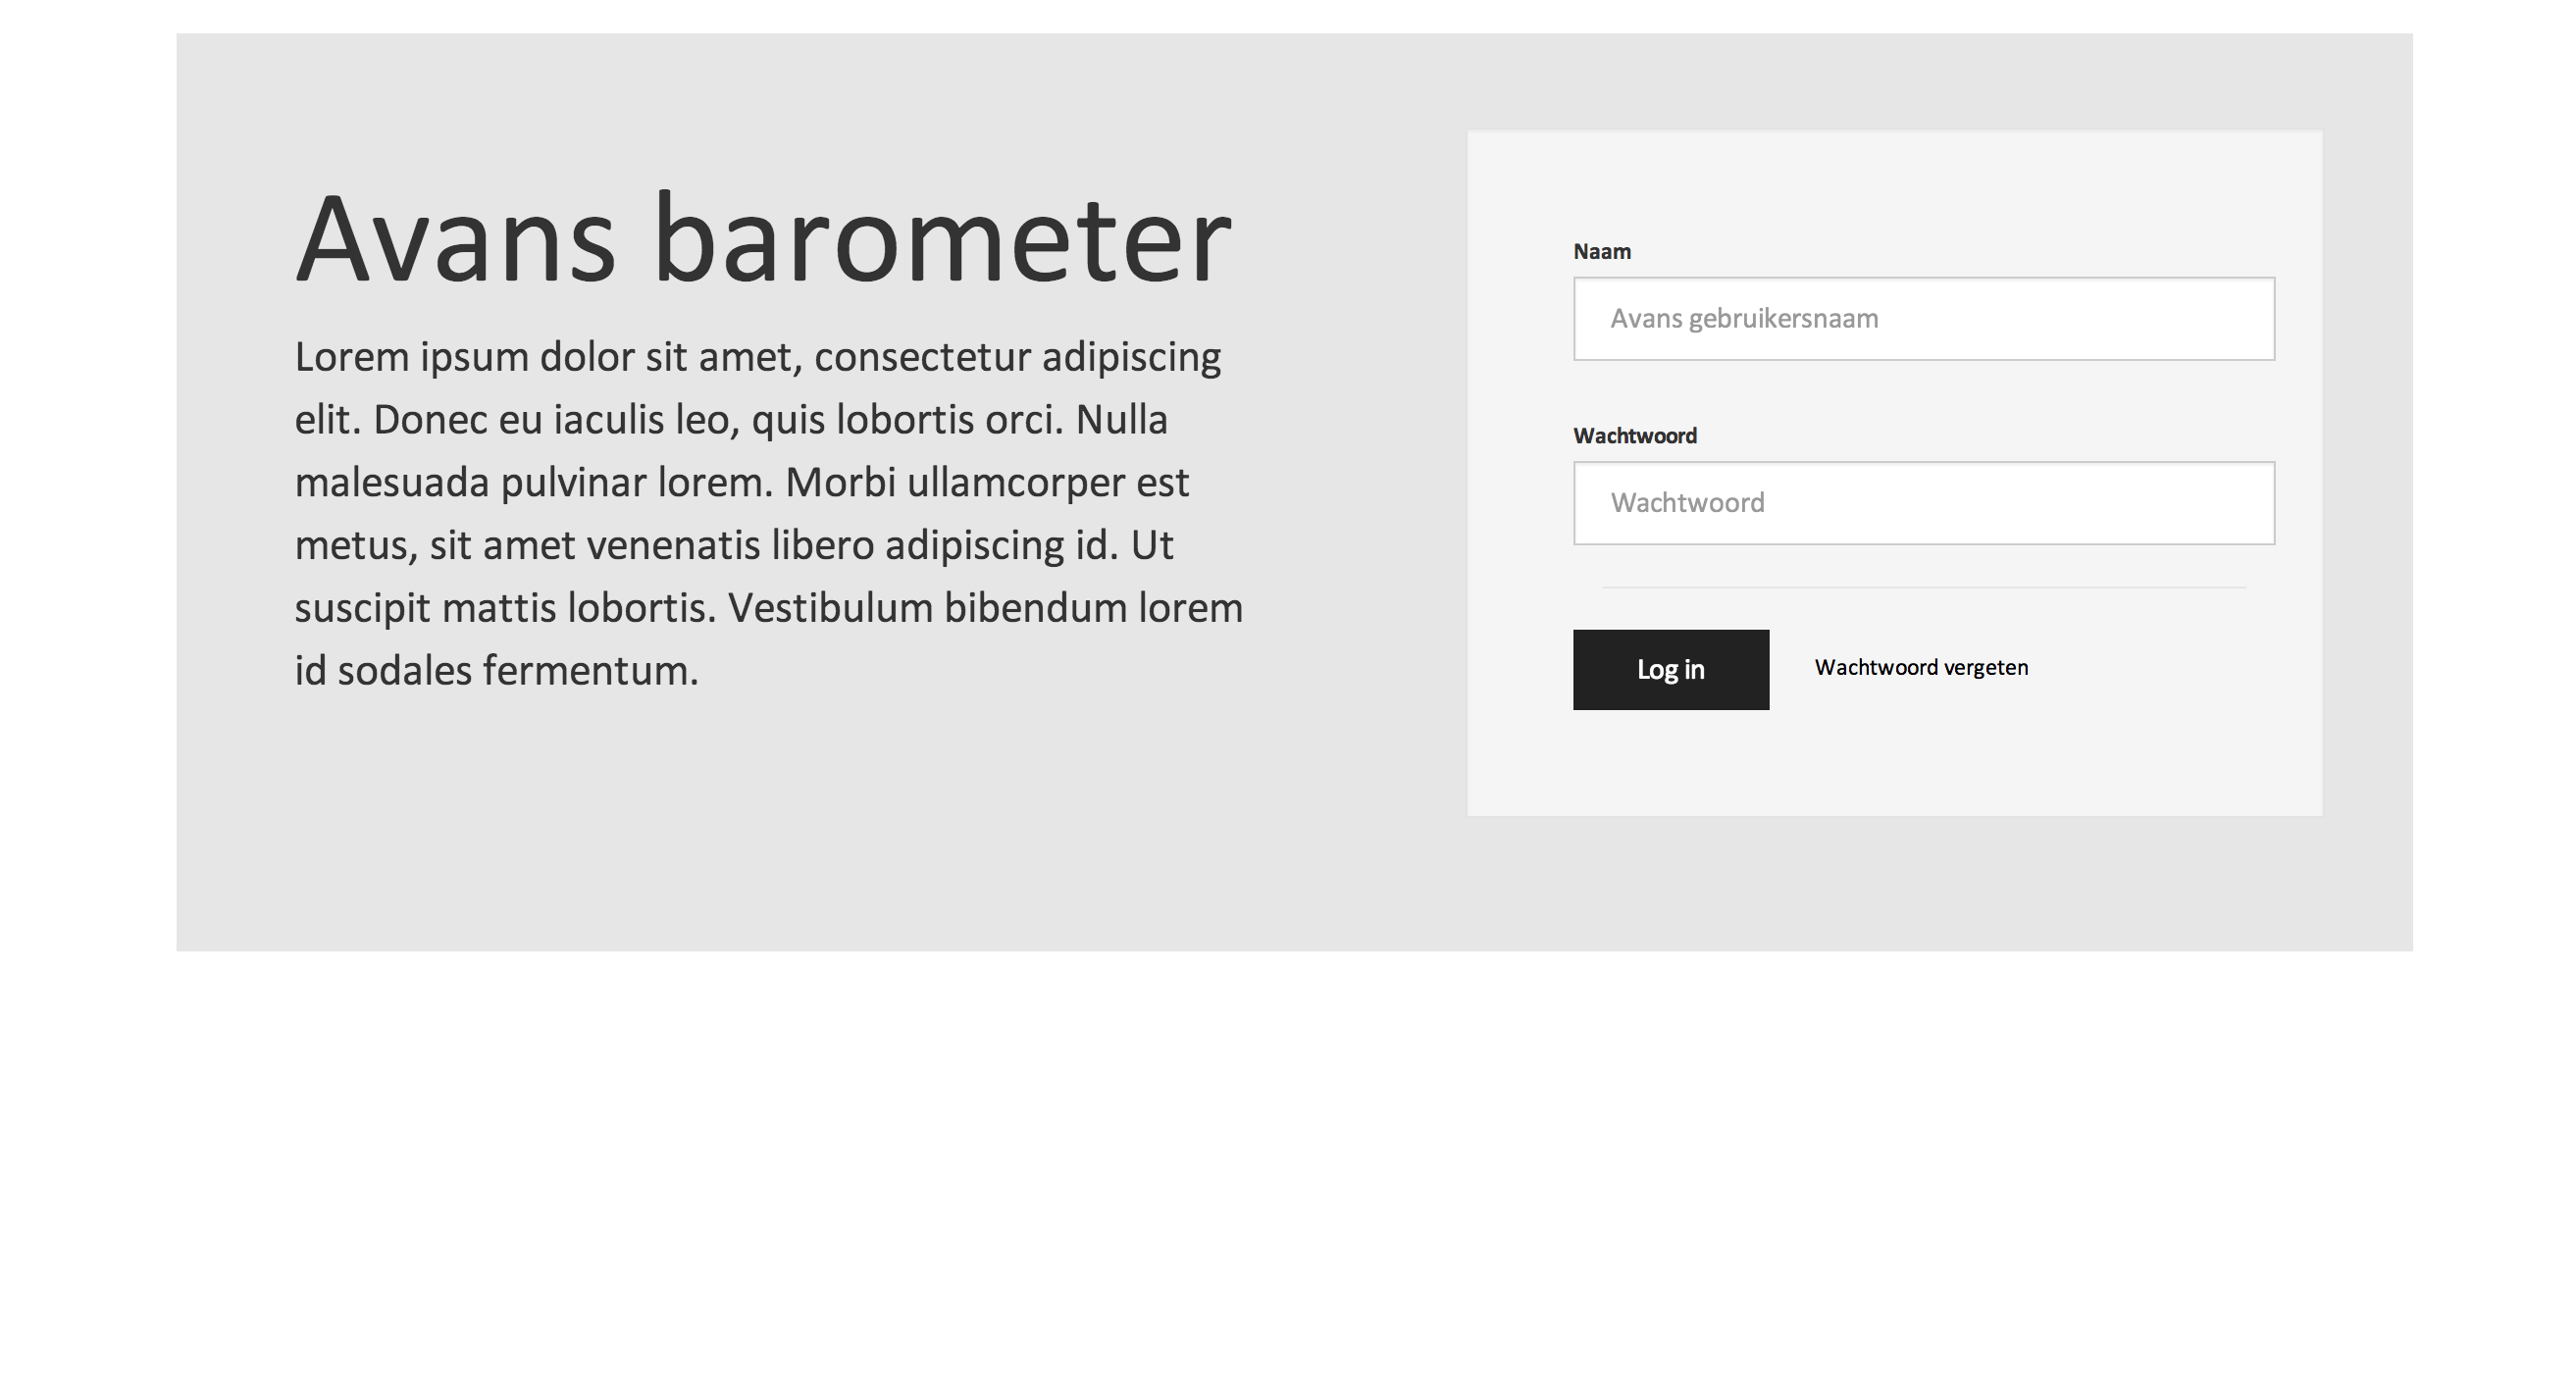 Avans barometer
Lorem ipsum dolor sit amet, consectetur adipiscing
elit. Donec eu iaculis leo, quis lobortis orci. Nulla
malesuada pulvinar lorem. Morbi ullamcorper est
metus, sit amet venenatis libero adipiscing id. Ut
suscipit mattis lobortis. Vestibulum bibendum lorem
id sodales fermentum.
Naam
Avans gebruikersnaam
Wachtwoord
Wachtwoord
Log in
Wachtwoord vergeten